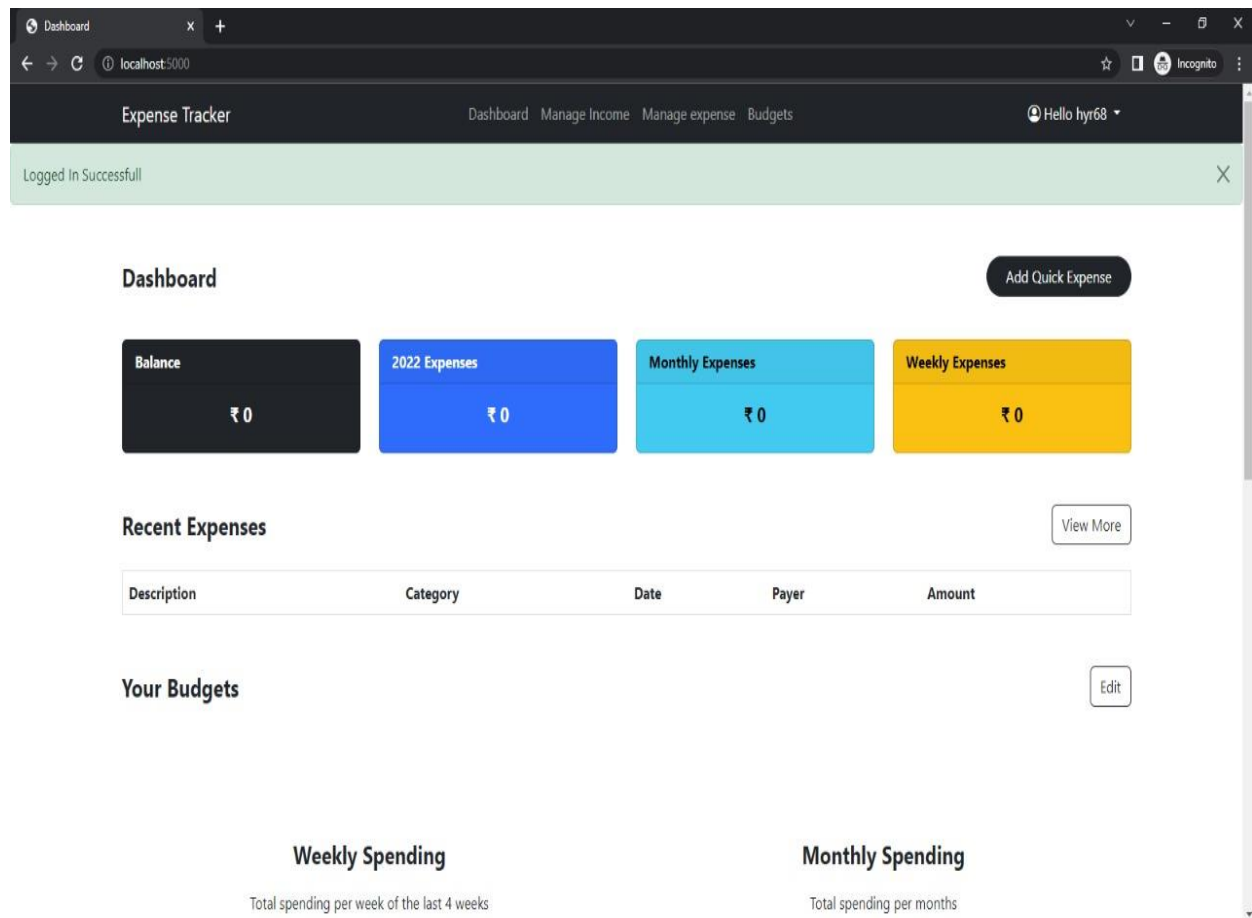 Dashboard
localhost:5000
Incognito
Expense Tracker Dashboard Manage Income Manage expense Budgets Hello hyr68
Logged In Successfull
Dashboard Add Quick Expense
Balance 2022 Expenses Monthly Expenses Weekly Expenses
₹ 0 ₹ 0 ₹ 0 ₹ 0
Recent Expenses View More
Description Category Date Payer Amount
Your Budgets Edit
Weekly Spending Monthly Spending
Total spending per week of the last 4 weeks Total spending per months